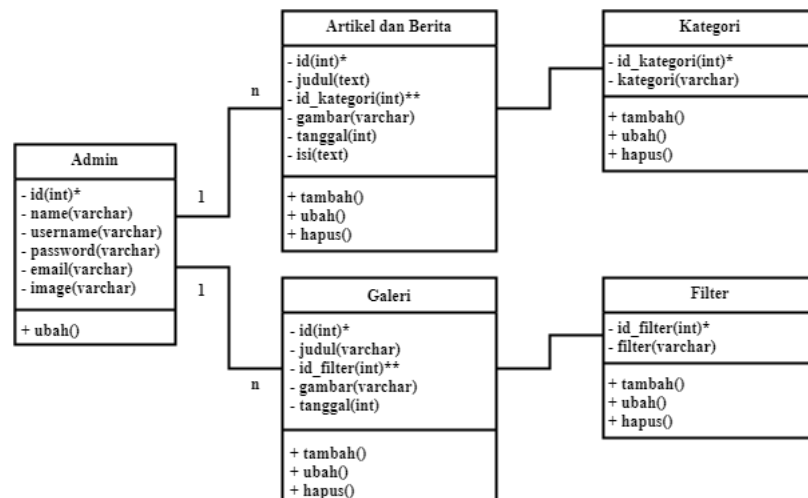 Admin
- id(int)*
- name(varchar)
- username(varchar)
- password(varchar)
- email(varchar)
- image(varchar)
+ ubah()
1
n
1
n
Artikel dan Berita
- id(int)*
- judul(text)
- id_kategori(int)**
- gambar(varchar)
- tanggal(int)
- isi(text)
+ tambah()
+ ubah()
+ hapus()
Kategori
- id_kategori(int)*
- kategori(varchar)
+ tambah()
+ ubah()
+ hapus()
Galeri
- id(int)*
- judul(varchar)
- id_filter(int)**
- gambar(varchar)
- tanggal(int)
+ tambah()
+ ubah()
+ hapus()
Filter
- id_filter(int)*
- filter(varchar)
+ tambah()
+ ubah()
+ hapus()